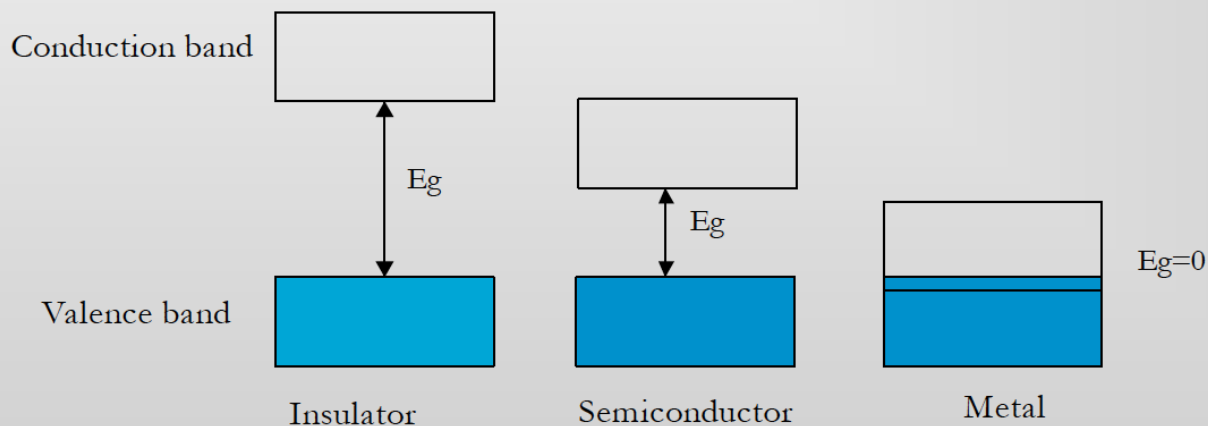 Conduction band
Eg
Eg
Eg=0
Valence band
Insulator
Semiconductor
Metal